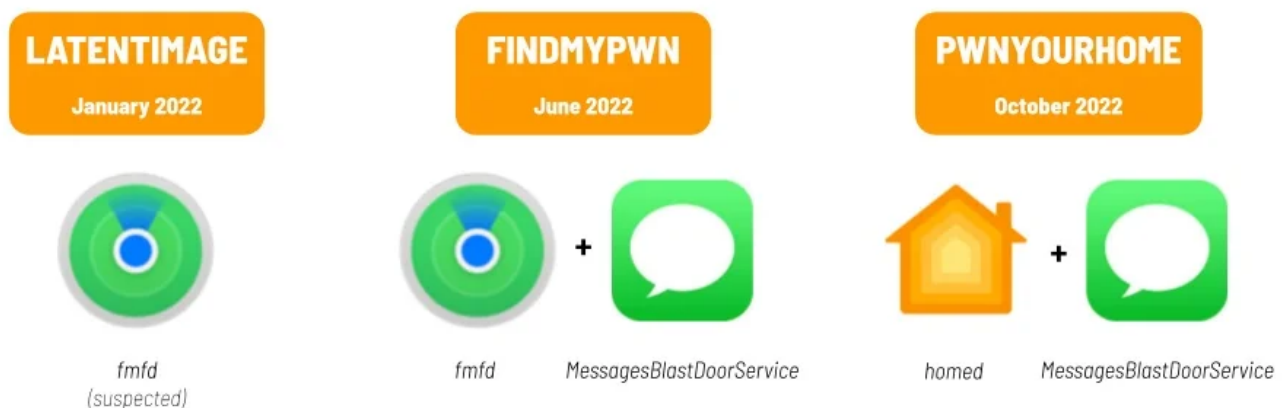 LATENTIMAGE
January 2022
FINDMYPWN
June 2022
PWNYOURHOME
October 2022
+
+
fmfd
(suspected)
fmfd
MessagesBlastDoorService
homed
MessagesBlastDoorService